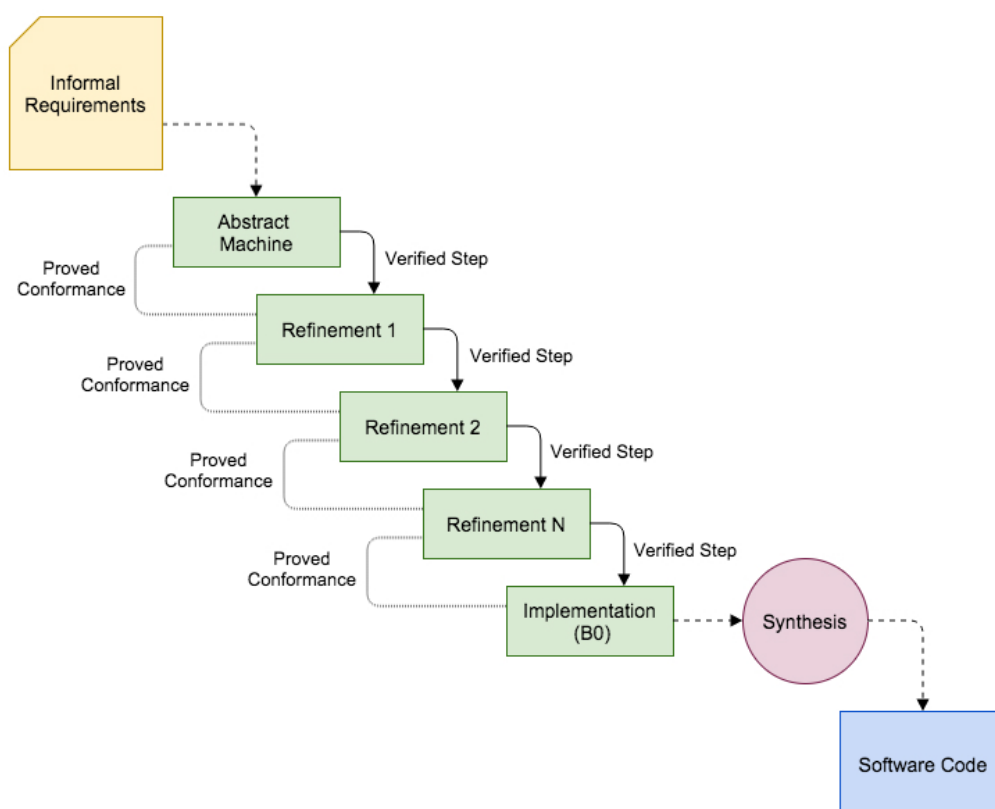 Informal
Requirements
Abstract
Machine
Verified Step
Proved
Conformance
Refinement 1
Verified Step
Proved
Conformance
Refinement 2
Verified Step
Proved
Conformance
Refinement N
Verified Step
Proved
Conformance
Implementation
(B0)
Synthesis
Software Code